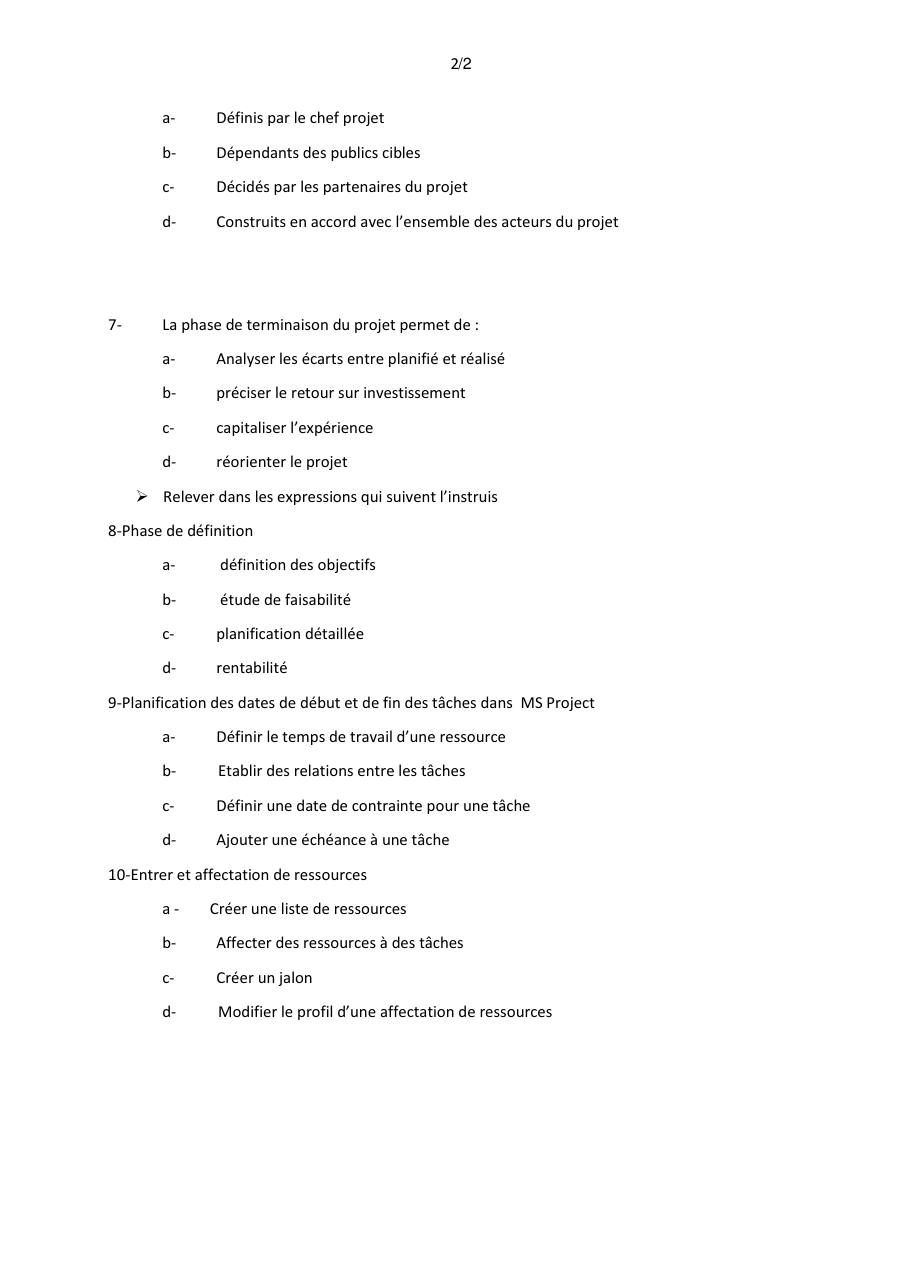 2/2
a- Définis par le chef projet
b- Dépendants des publics cibles
c- Décidés par les partenaires du projet
d- Construits en accord avec l’ensemble des acteurs du projet
7- La phase de terminaison du projet permet de :
a- Analyser les écarts entre planifié et réalisé
b- préciser le retour sur investissement
c- capitaliser l’expérience
d- réorienter le projet
➢ Relever dans les expressions qui suivent l’instruis
8-Phase de définition
a- définition des objectifs
b- étude de faisabilité
c- planification détaillée
d- rentabilité
9-Planification des dates de début et de fin des tâches dans MS Project
a- Définir le temps de travail d’une ressource
b- Etablir des relations entre les tâches
c- Définir une date de contrainte pour une tâche
d- Ajouter une échéance à une tâche
10-Entrer et affectation de ressources
a - Créer une liste de ressources
b- Affecter des ressources à des tâches
c- Créer un jalon
d- Modifier le profil d’une affectation de ressources